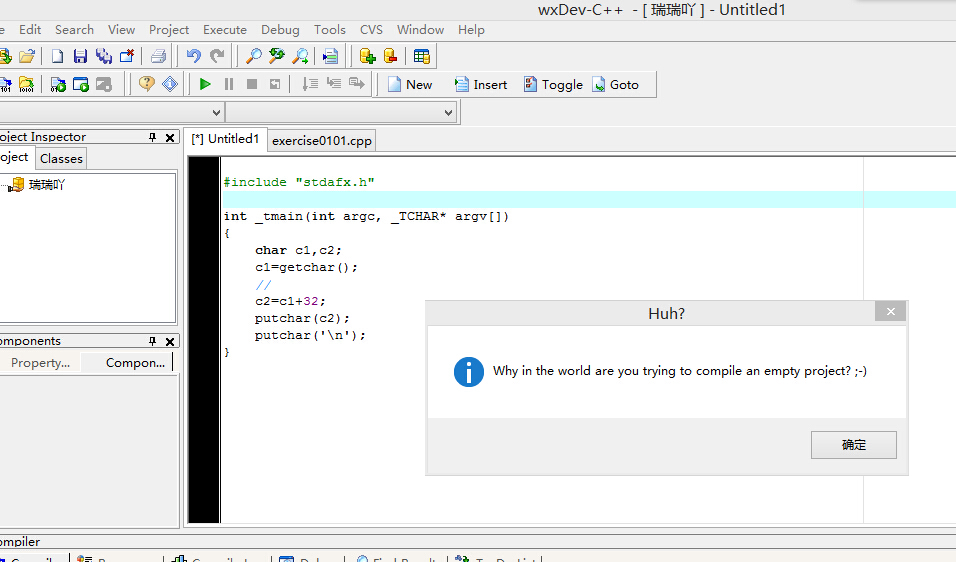 wxDev-C++ - [ 瑞瑞吖 ] - Untitled1
Edit Search View Project Execute Debug Tools CVS Window Help
New Insert Toggle Goto
oject Inspector
[*] Untitled1 exercise0101.cpp
oject Classes
瑞瑞吖
#include "stdafx.h"
int _tmain(int argc, _TCHAR* argv[])
{
char c1,c2;
c1=getchar();
//
c2=c1+32;
putchar(c2);
putchar('\n');
}
Huh?
Why in the world are you trying to compile an empty project? ;-)
确定
omponents
Property... Compon...
ompiler